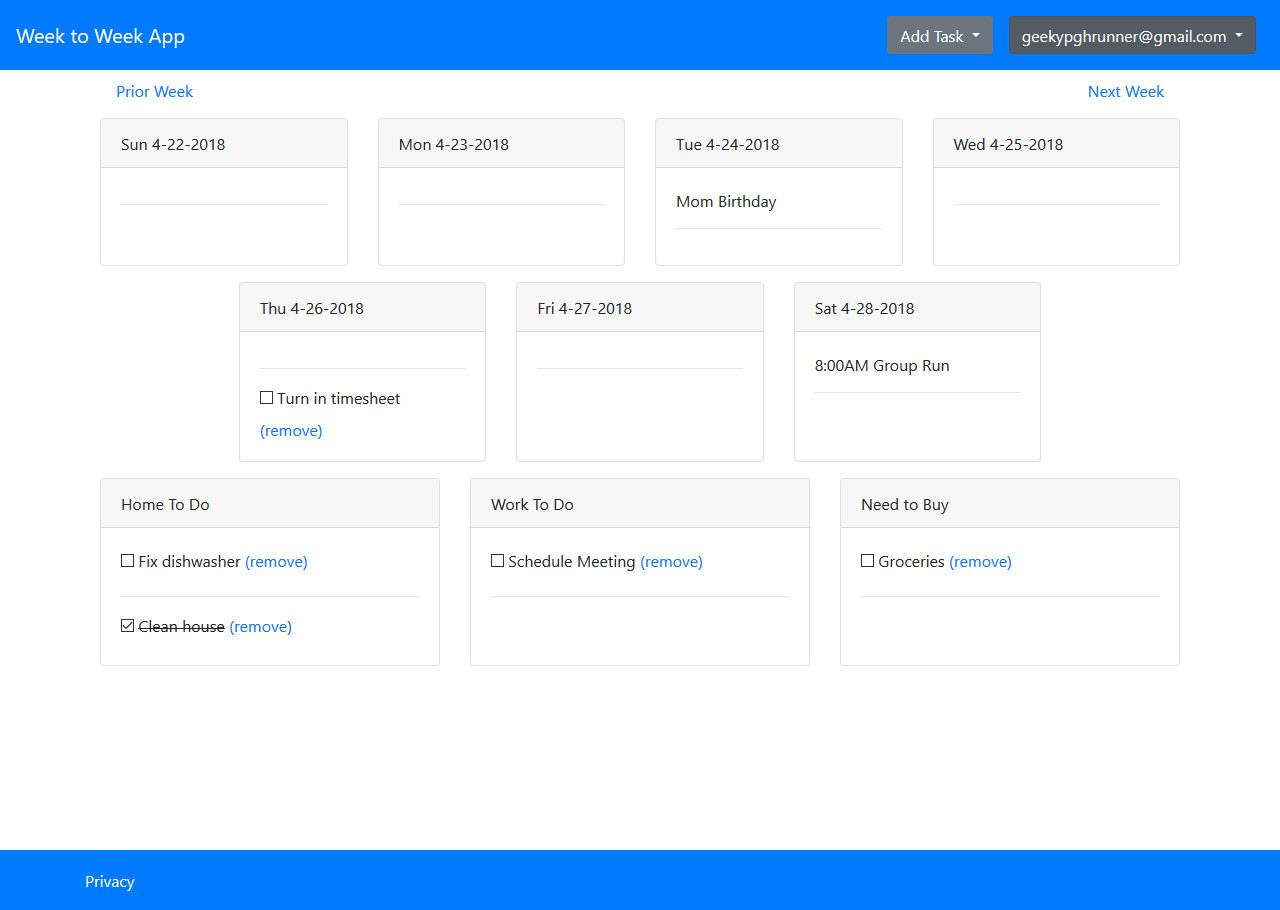 Week to Week App
Add Task
geekypghrunner@gmail.com
Prior Week
Next Week
Sun 4-22-2018
Mon 4-23-2018
Tue 4-24-2018
Wed 4-25-2018
Mom Birthday
Thu 4-26-2018
Fri 4-27-2018
Sat 4-28-2018
8:00AM Group Run
Turn in timesheet
(remove)
Home To Do
Work To Do
Need to Buy
Fix dishwasher (remove)
Schedule Meeting (remove)
Groceries (remove)
Clean house (remove)
Privacy